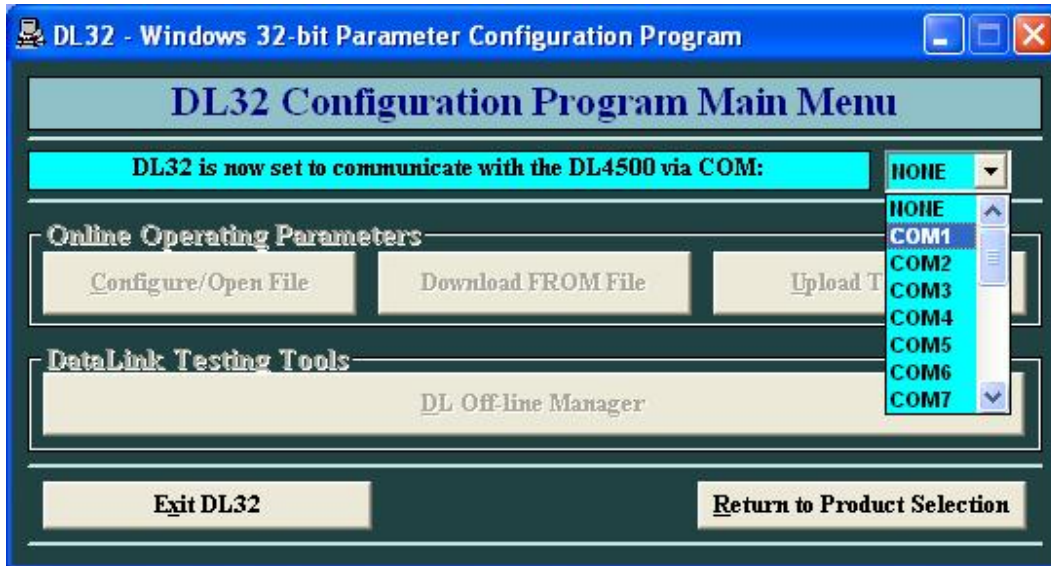 DL32 - Windows 32-bit Parameter Configuration Program
DL32 Configuration Program Main Menu
DL32 is now set to communicate with the DL4500 via COM:
NONE
NONE
COM1
COM2
COM3
COM4
COM5
COM6
COM7
Online Operating Parameters
Configure/Open File
Download FROM File
Upload T
DataLink Testing Tools
DL Off-line Manager
Exit DL32
Return to Product Selection